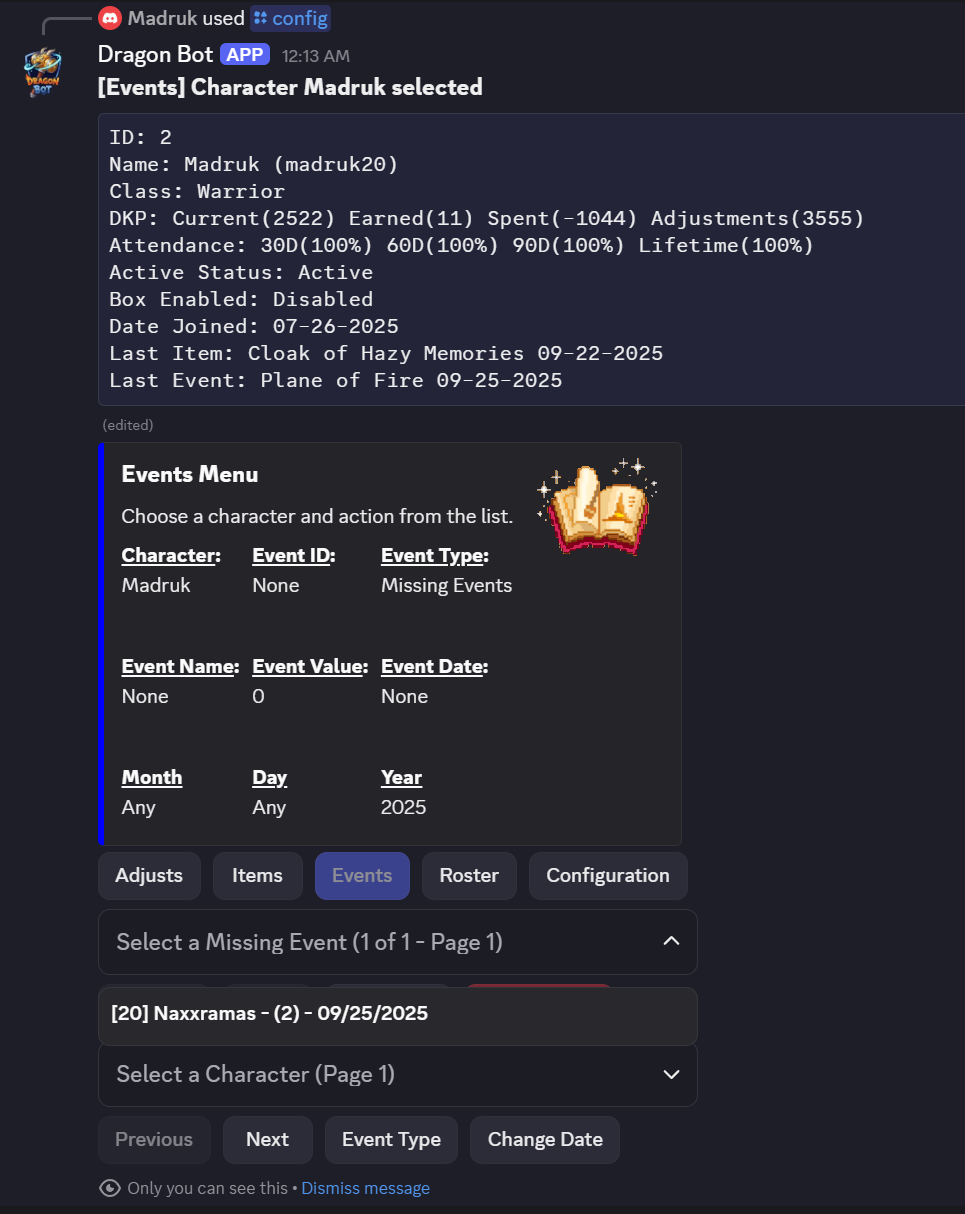 Madruk used config
Dragon Bot APP 12:13 AM
[Events] Character Madruk selected
DRAGON
BOT
ID: 2
Name: Madruk (madruk20)
Class: Warrior
DKP: Current(2522) Earned(11) Spent(-1044) Adjustments(3555)
Attendance: 30D(100%) 60D(100%) 90D(100%) Lifetime(100%)
Active Status: Active
Box Enabled: Disabled
Date Joined: 07-26-2025
Last Item: Cloak of Hazy Memories 09-22-2025
Last Event: Plane of Fire 09-25-2025
(edited)
Events Menu
Choose a character and action from the list.
Character: Event ID: Event Type:
Madruk None Missing Events
Event Name: Event Value: Event Date:
None 0 None
Month Day Year
Any Any 2025
Adjusts Items Events Roster Configuration
Select a Missing Event (1 of 1 - Page 1)
[20] Naxxramas - (2) - 09/25/2025
Select a Character (Page 1)
Previous Next Event Type Change Date
Only you can see this • Dismiss message